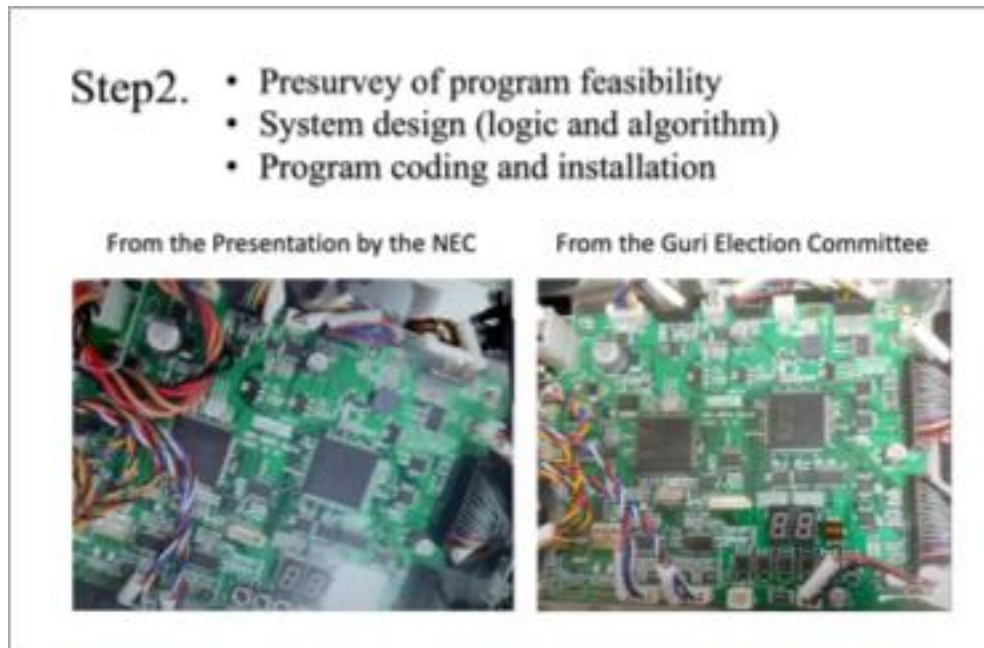 Step2.
• Presurvey of program feasibility
• System design (logic and algorithm)
• Program coding and installation
From the Presentation by the NEC
From the Guri Election Committee